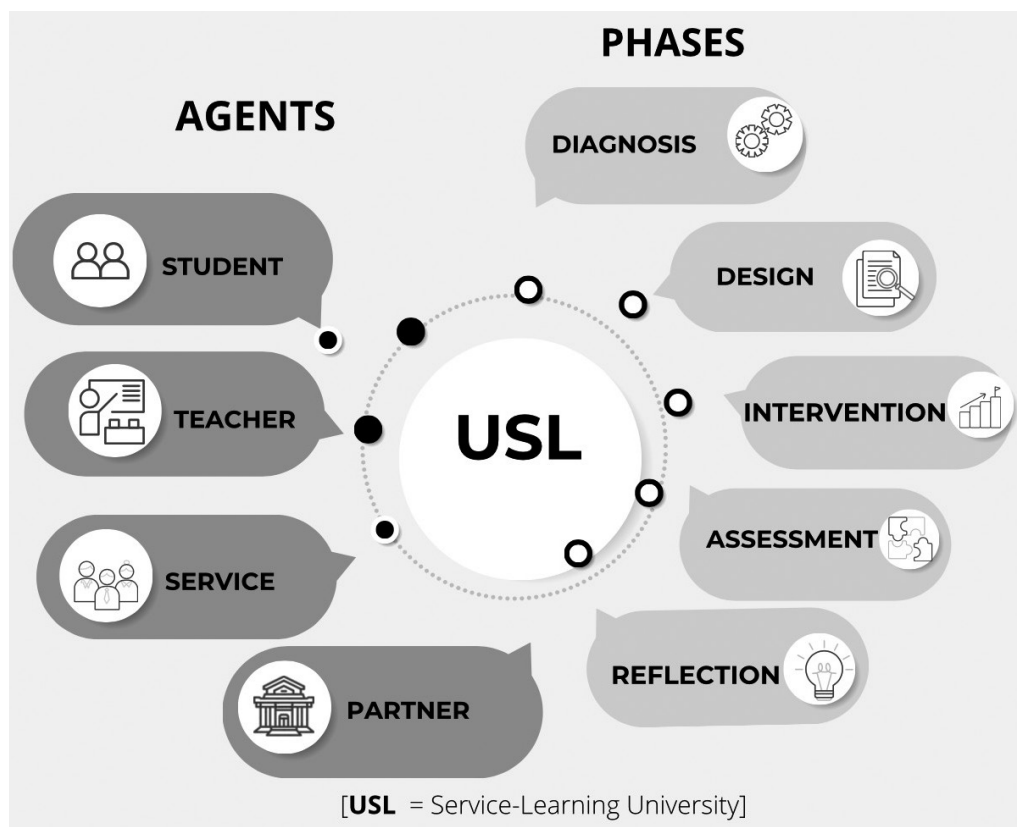 PHASES
AGENTS
DIAGNOSIS
STUDENT
DESIGN
TEACHER
USL
INTERVENTION
SERVICE
ASSESSMENT
PARTNER
REFLECTION
[USL = Service-Learning University]